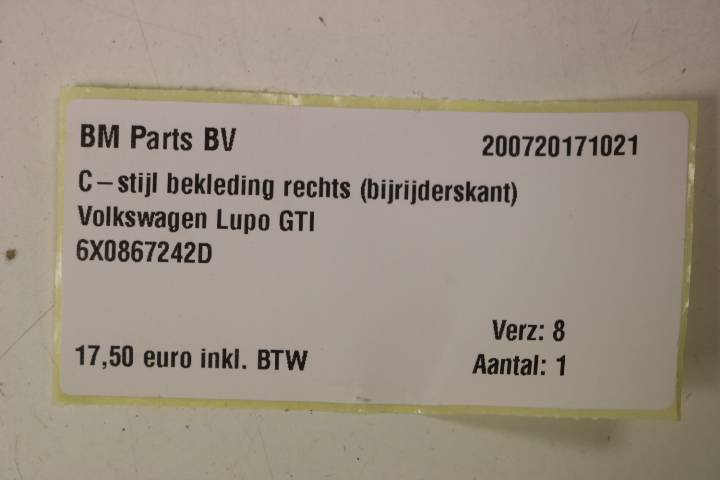 BM Parts BV 200720171021
C-stijl bekleding rechts (bijrijderskant)
Volkswagen Lupo GTI
6X0867242D
Verz: 8
17,50 euro inkl. BTW Aantal: 1